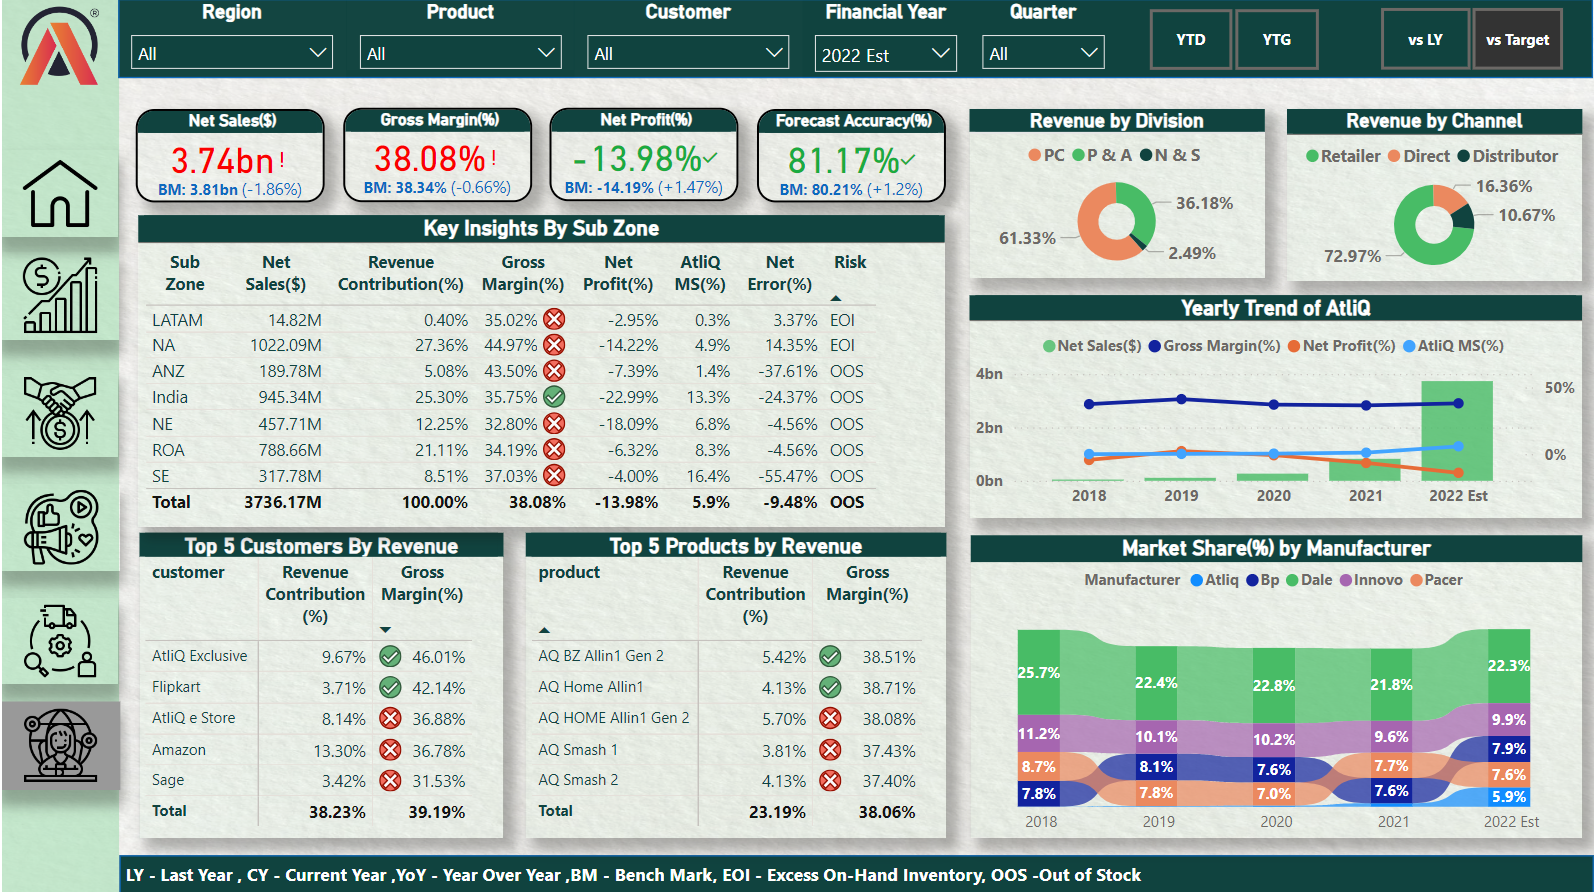 Region Product Customer Financial Year Quarter
All All All 2022 Est All YTD YTG vs LY vs Target
Net Sales($)
3.74bn !
BM: 3.81bn (-1.86%)
Gross Margin(%)
38.08% !
BM: 38.34% (-0.66%)
Net Profit(%)
-13.98%
BM: -14.19% (+1.47%)
Forecast Accuracy(%)
81.17%
BM: 80.21% (+1.2%)
Revenue by Division
PC P & A N & S
36.18%
61.33%
2.49%
Revenue by Channel
Retailer Direct Distributor
16.36%
10.67%
72.97%
Key Insights By Sub Zone
Sub Zone Net Sales($) Revenue Contribution(%) Gross Margin(%) Net Profit(%) AtliQ MS(%) Net Error(%) Risk
LATAM 14.82M 0.40% 35.02% -2.95% 0.3% 3.37% EOI
NA 1022.09M 27.36% 44.97% -14.22% 4.9% 14.35% EOI
ANZ 189.78M 5.08% 43.50% -7.39% 1.4% -37.61% OOS
India 945.34M 25.30% 35.75% -22.99% 13.3% -24.37% OOS
NE 457.71M 12.25% 32.80% -18.09% 6.8% -4.56% OOS
ROA 788.66M 21.11% 34.19% -6.32% 8.3% -4.56% OOS
SE 317.78M 8.51% 37.03% -4.00% 16.4% -55.47% OOS
Total 3736.17M 100.00% 38.08% -13.98% 5.9% -9.48% OOS
Yearly Trend of AtliQ
Net Sales($) Gross Margin(%) Net Profit(%) AtliQ MS(%)
4bn
50%
2bn
0%
0bn
2018 2019 2020 2021 2022 Est
Top 5 Customers By Revenue
customer Revenue Contribution (%) Gross Margin(%)
AtliQ Exclusive 9.67% 46.01%
Flipkart 3.71% 42.14%
AtliQ e Store 8.14% 36.88%
Amazon 13.30% 36.78%
Sage 3.42% 31.53%
Total 38.23% 39.19%
Top 5 Products by Revenue
product Revenue Contribution (%) Gross Margin(%)
AQ BZ Allin1 Gen 2 5.42% 38.51%
AQ Home Allin1 4.13% 38.71%
AQ HOME Allin1 Gen 2 5.70% 38.08%
AQ Smash 1 3.81% 37.43%
AQ Smash 2 4.13% 37.40%
Total 23.19% 38.06%
Market Share(%) by Manufacturer
Manufacturer Atliq Bp Dale Innovo Pacer
25.7% 22.4% 22.8% 21.8% 22.3%
11.2% 10.1% 10.2% 9.6% 9.9%
8.7% 8.1% 7.6% 7.7% 7.9%
7.8% 7.8% 7.0% 7.6% 7.6%
5.9%
2018 2019 2020 2021 2022 Est
LY - Last Year , CY - Current Year ,YoY - Year Over Year ,BM - Bench Mark, EOI - Excess On-Hand Inventory, OOS -Out of Stock